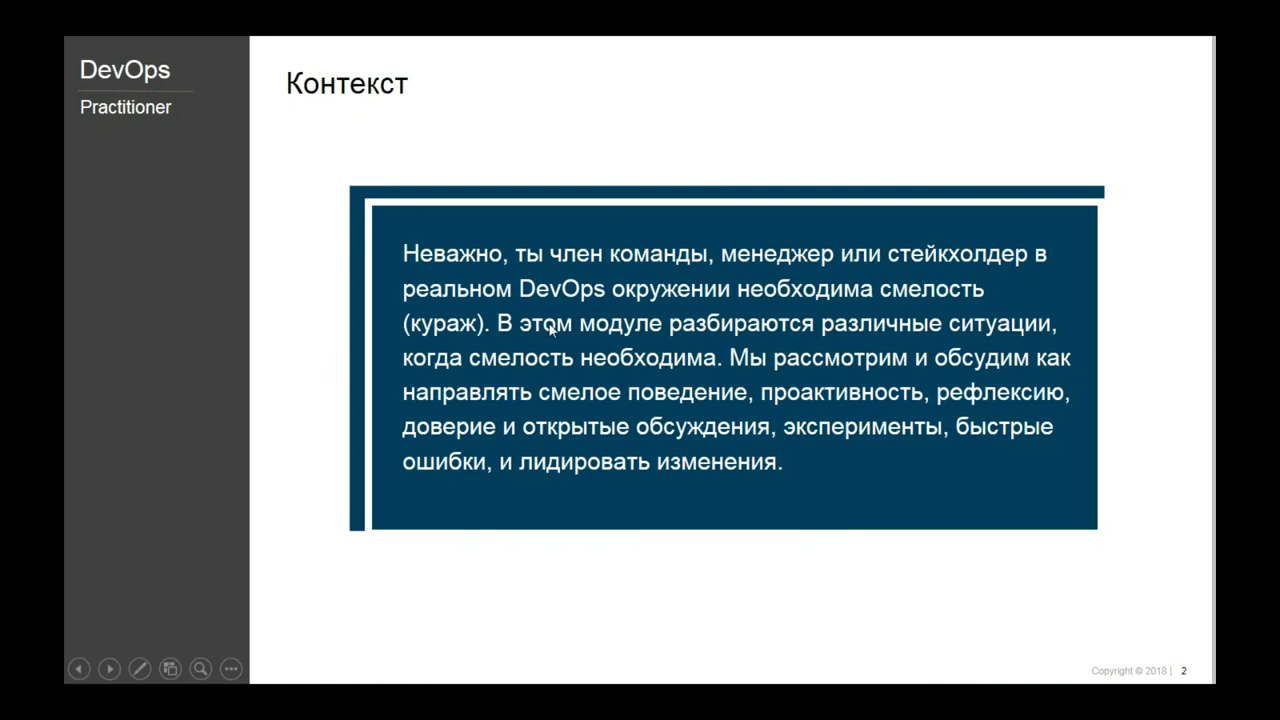 DevOps
Practitioner
Контекст
Неважно, ты член команды, менеджер или стейкхолдер в
реальном DevOps окружении необходима смелость
(кураж). В этом модуле разбираются различные ситуации,
когда смелость необходима. Мы рассмотрим и обсудим как
направлять смелое поведение, проактивность, рефлексию,
доверие и открытые обсуждения, эксперименты, быстрые
ошибки, и лидировать изменения.
Copyright © 2018 | 2